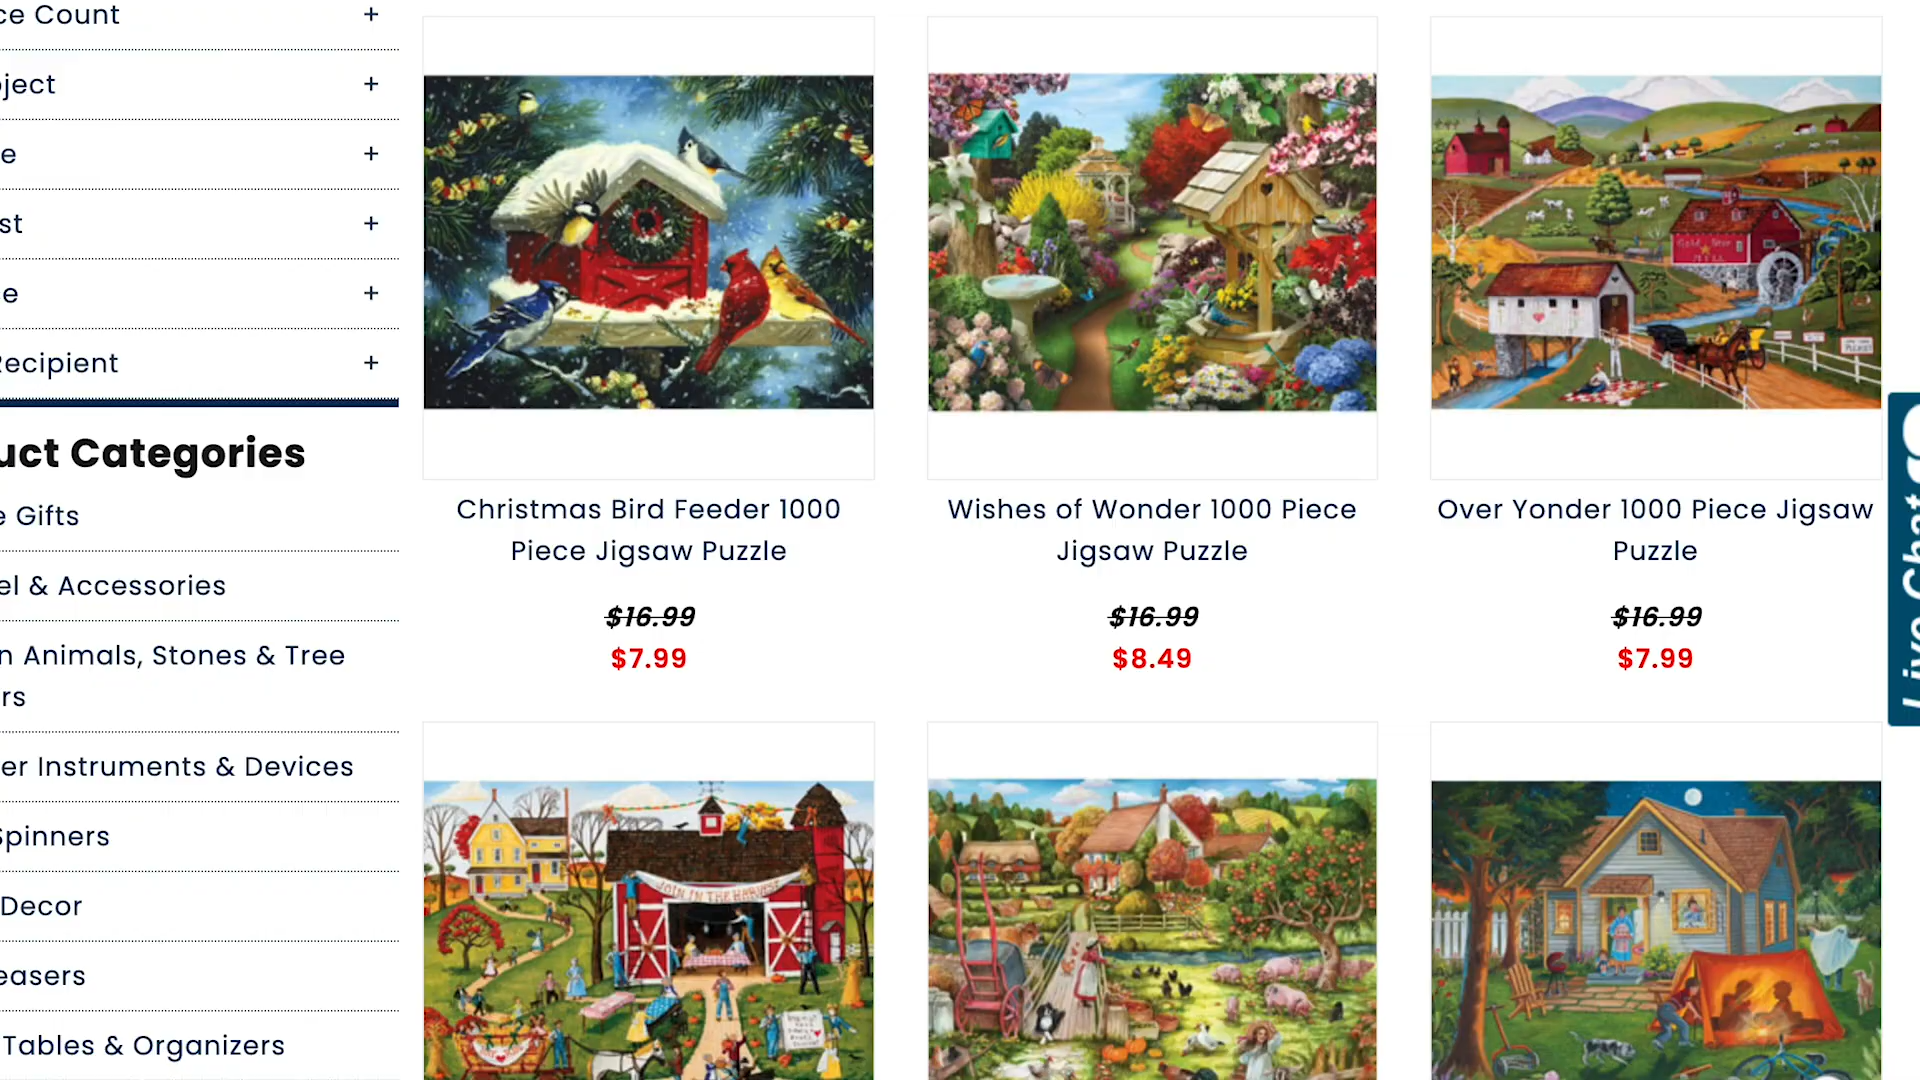 ce Count +
ject +
e +
st +
e +
Recipient +
uct Categories
e Gifts
el & Accessories
n Animals, Stones & Tree
rs
er Instruments & Devices
Spinners
Decor
easers
Tables & Organizers
Christmas Bird Feeder 1000
Piece Jigsaw Puzzle
$16.99
$7.99
Wishes of Wonder 1000 Piece
Jigsaw Puzzle
$16.99
$8.49
Over Yonder 1000 Piece Jigsaw
Puzzle
$16.99
$7.99
JOIN IN THE HARVEST
Live Chat